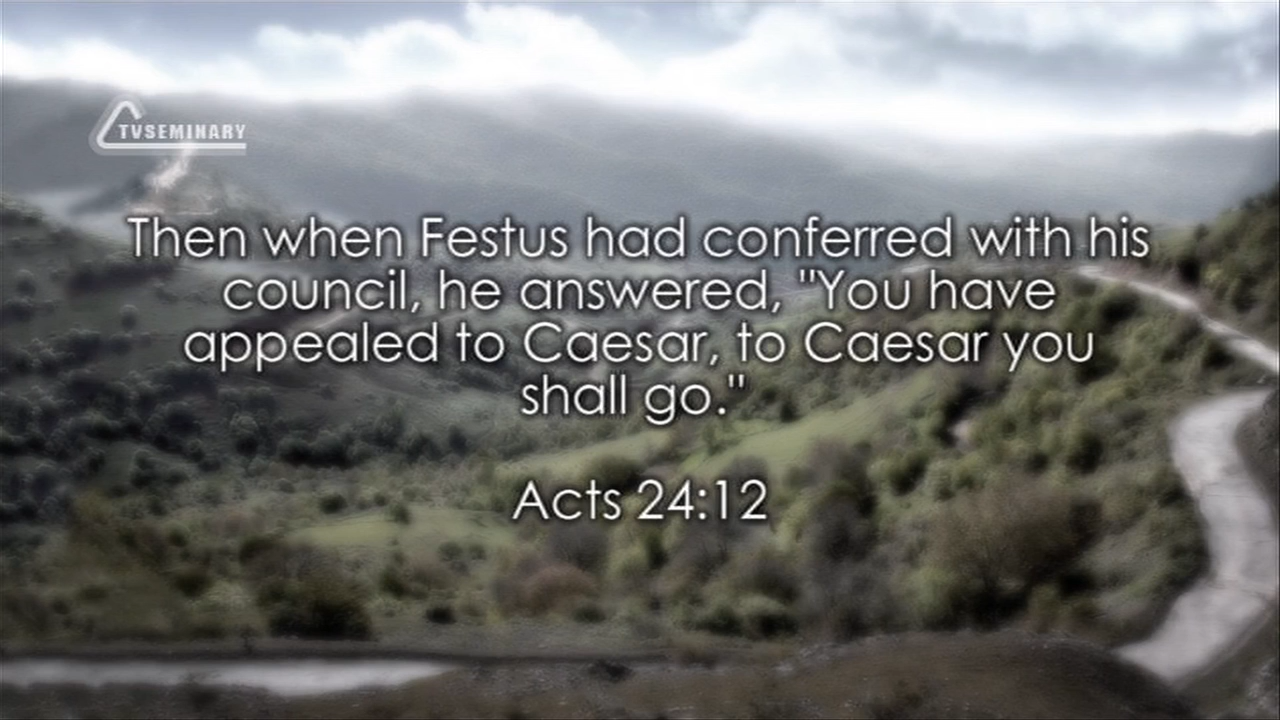 TVSEMINARY
Then when Festus had conferred with his
council, he answered, "You have
appealed to Caesar, to Caesar you
shall go."
Acts 24:12